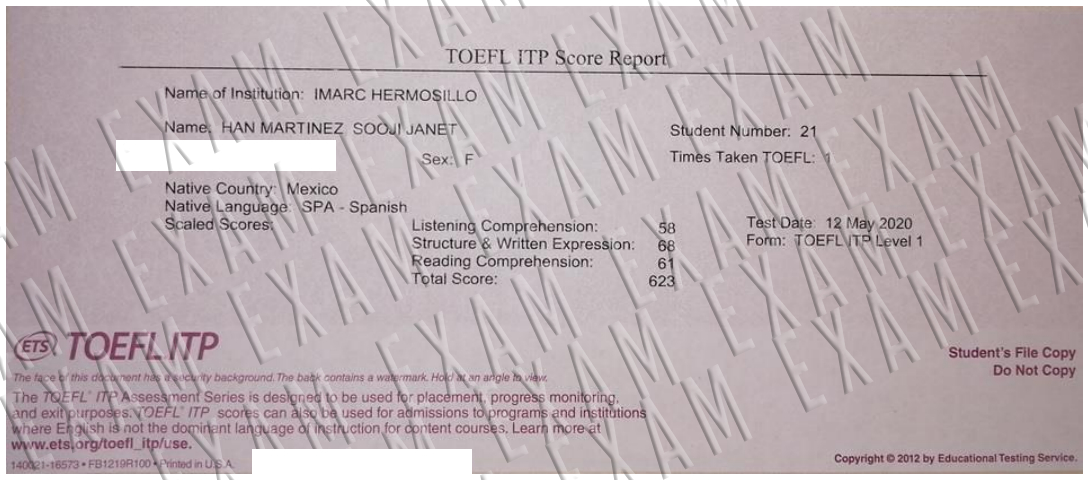 TOEFL ITP Score Report
Name of Institution: IMARC HERMOSILLO
Name: HAN MARTINEZ SOOJI JANET
Student Number: 21
Sex: F
Times Taken TOEFL: 1
Native Country: Mexico
Native Language: SPA - Spanish
Scaled Scores:
Listening Comprehension: 58
Test Date: 12 May 2020
Structure & Written Expression: 68
Form: TOEFL ITP Level 1
Reading Comprehension: 61
Total Score: 623
ETS TOEFL ITP
Student's File Copy
Do Not Copy
The face of this document has a security background. The back contains a watermark. Hold at an angle to view.
The TOEFL® ITP Assessment Series is designed to be used for placement, progress monitoring,
and exit purposes. TOEFL® ITP scores can also be used for admissions to programs and institutions
where English is not the dominant language of instruction for content courses. Learn more at
www.ets.org/toefl_itp/use.
140021-16573 • FB1219R100 • Printed in U.S.A.
Copyright © 2012 by Educational Testing Service.
EXAM EXAM EXAM EXAM EXAM EXAM